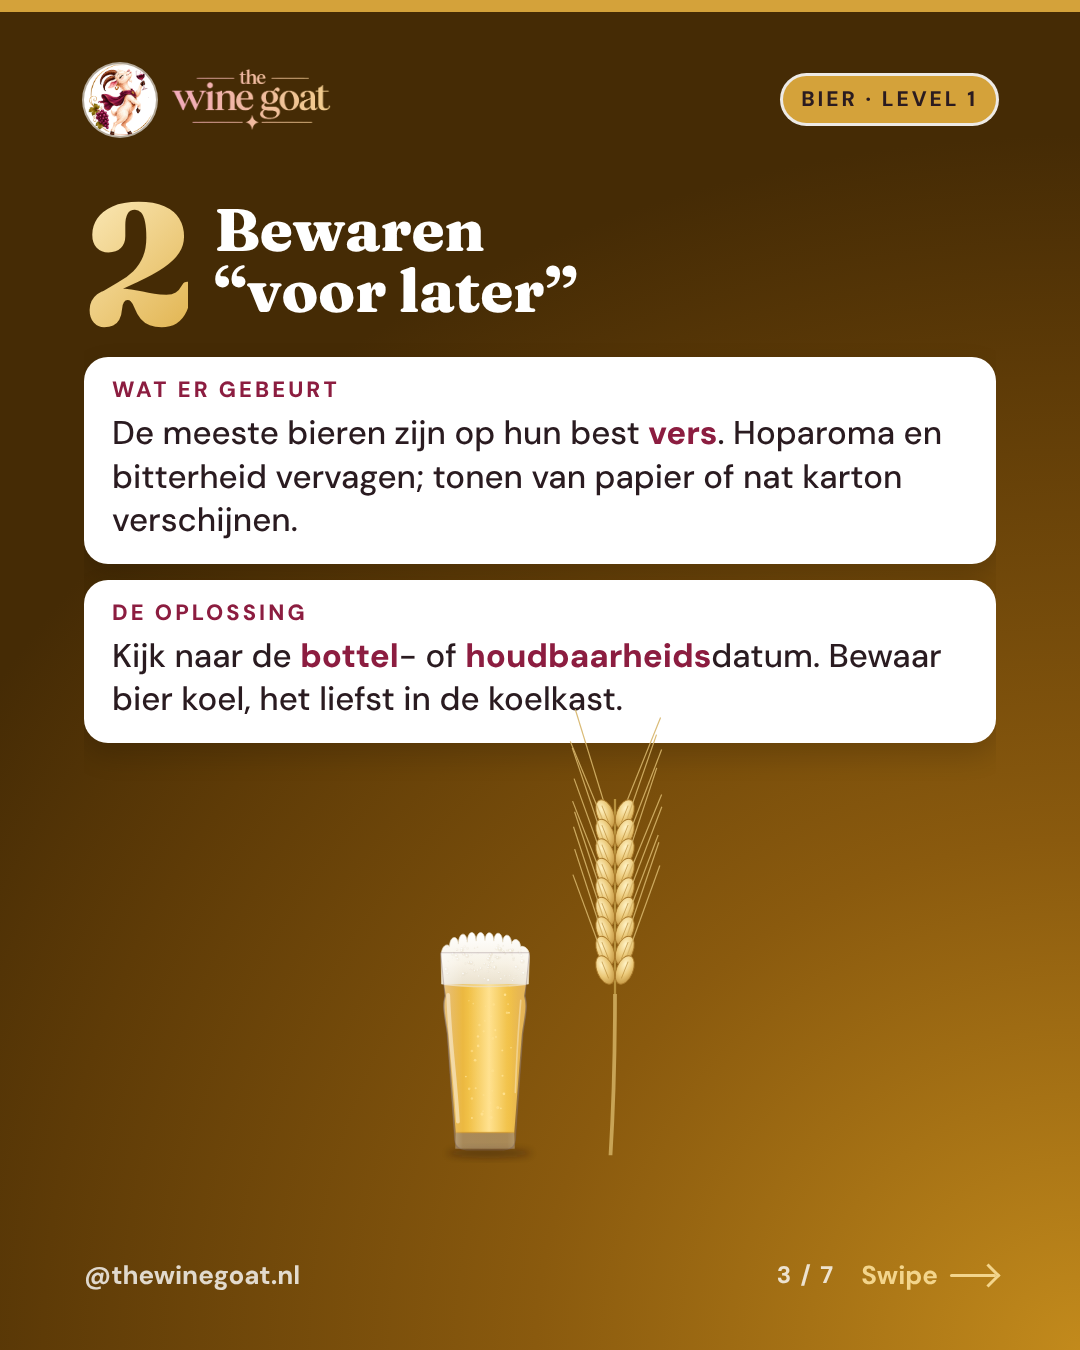 the
wine goat
BIER · LEVEL 1
2
Bewaren
“voor later”
WAT ER GEBEURT
De meeste bieren zijn op hun best vers. Hoparoma en
bitterheid vervagen; tonen van papier of nat karton
verschijnen.
DE OPLOSSING
Kijk naar de bottel- of houdbaarheidsdatum. Bewaar
bier koel, het liefst in de koelkast.
@thewinegoat.nl
3 / 7
Swipe